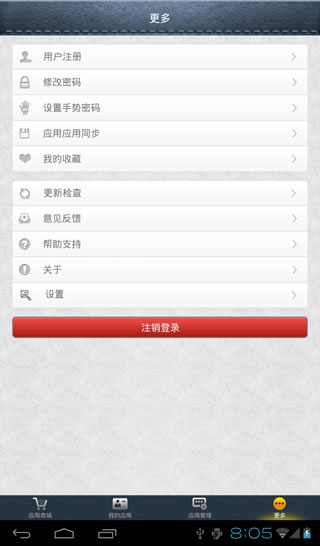 更多
用户注册
修改密码
设置手势密码
应用应用同步
我的收藏
更新检查
意见反馈
帮助支持
关于
设置
注销登录
应用商城
我的应用
应用管理
更多
8:05